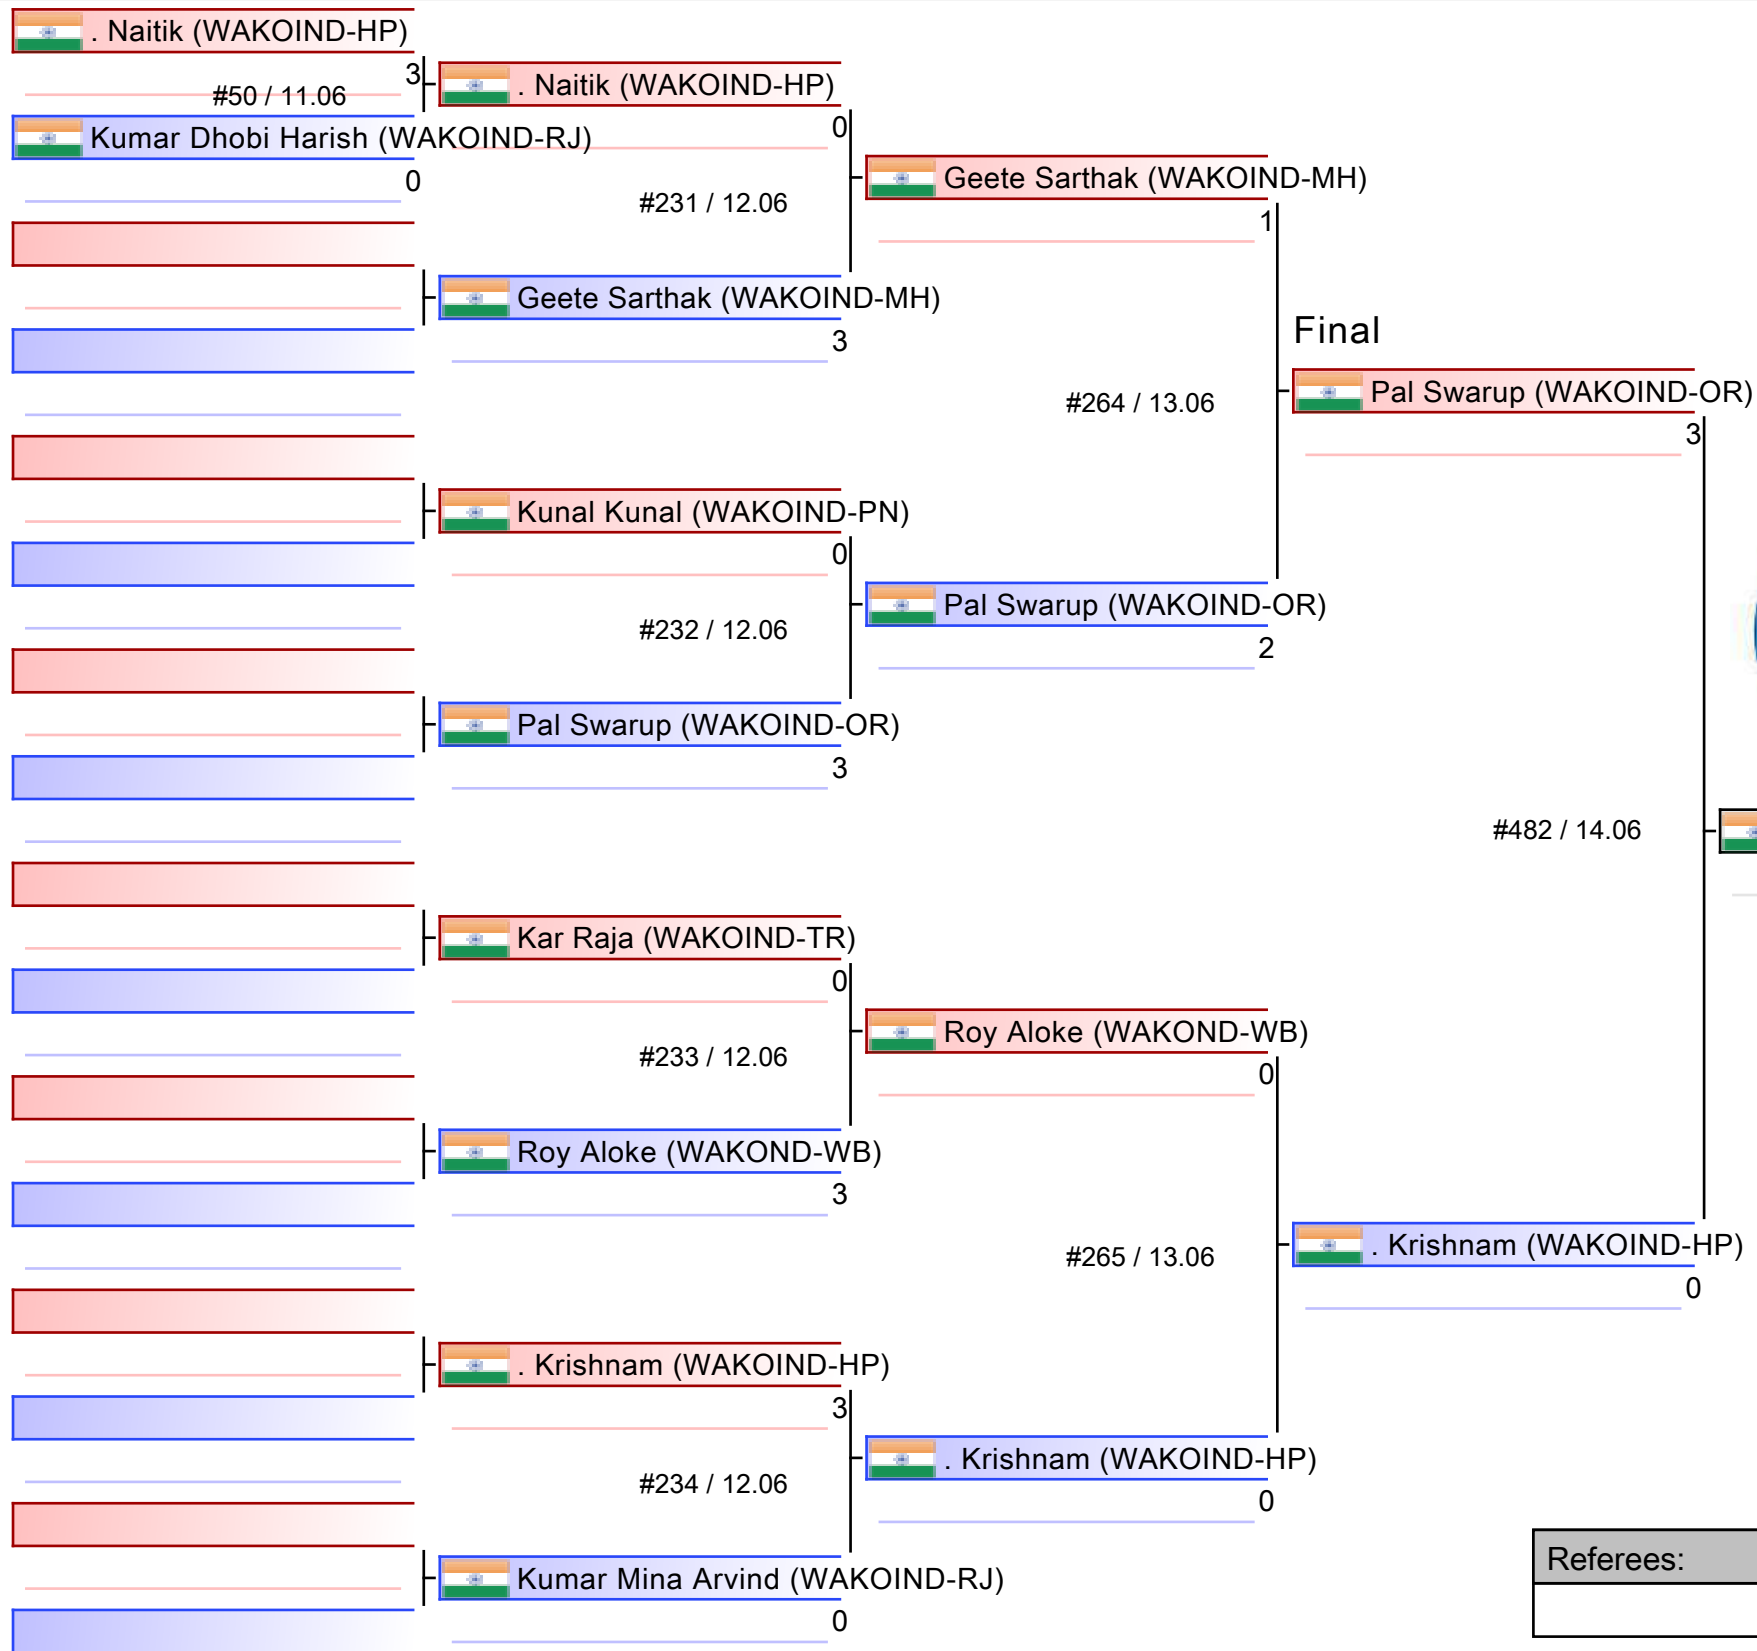 . Naitik (WAKOIND-HP)
3
#50 / 11.06
Kumar Dhobi Harish (WAKOIND-RJ)
0
. Naitik (WAKOIND-HP)
0
#231 / 12.06
Geete Sarthak (WAKOIND-MH)
3
Kunal Kunal (WAKOIND-PN)
0
#232 / 12.06
Pal Swarup (WAKOIND-OR)
3
Kar Raja (WAKOIND-TR)
0
#233 / 12.06
Roy Aloke (WAKOND-WB)
3
. Krishnam (WAKOIND-HP)
3
#234 / 12.06
Kumar Mina Arvind (WAKOIND-RJ)
0
Geete Sarthak (WAKOIND-MH)
1
#264 / 13.06
Pal Swarup (WAKOIND-OR)
2
Roy Aloke (WAKOND-WB)
0
#265 / 13.06
. Krishnam (WAKOIND-HP)
0
Final
Pal Swarup (WAKOIND-OR)
3
#482 / 14.06
. Krishnam (WAKOIND-HP)
0
Referees: